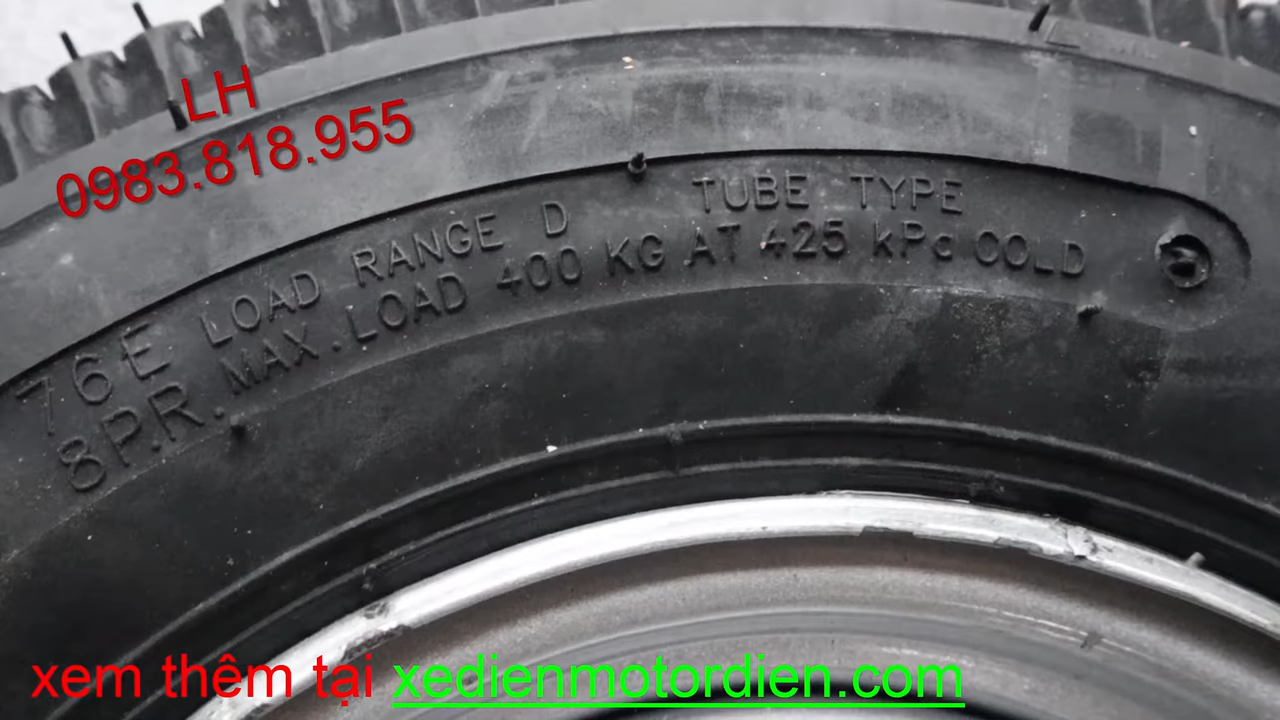 LH
0983.818.955
TUBE TYPE
76E LOAD RANGE D
8P.R. MAX.LOAD 400 KG AT 425 kPa COLD
xem thêm tại xedienmotordien.com